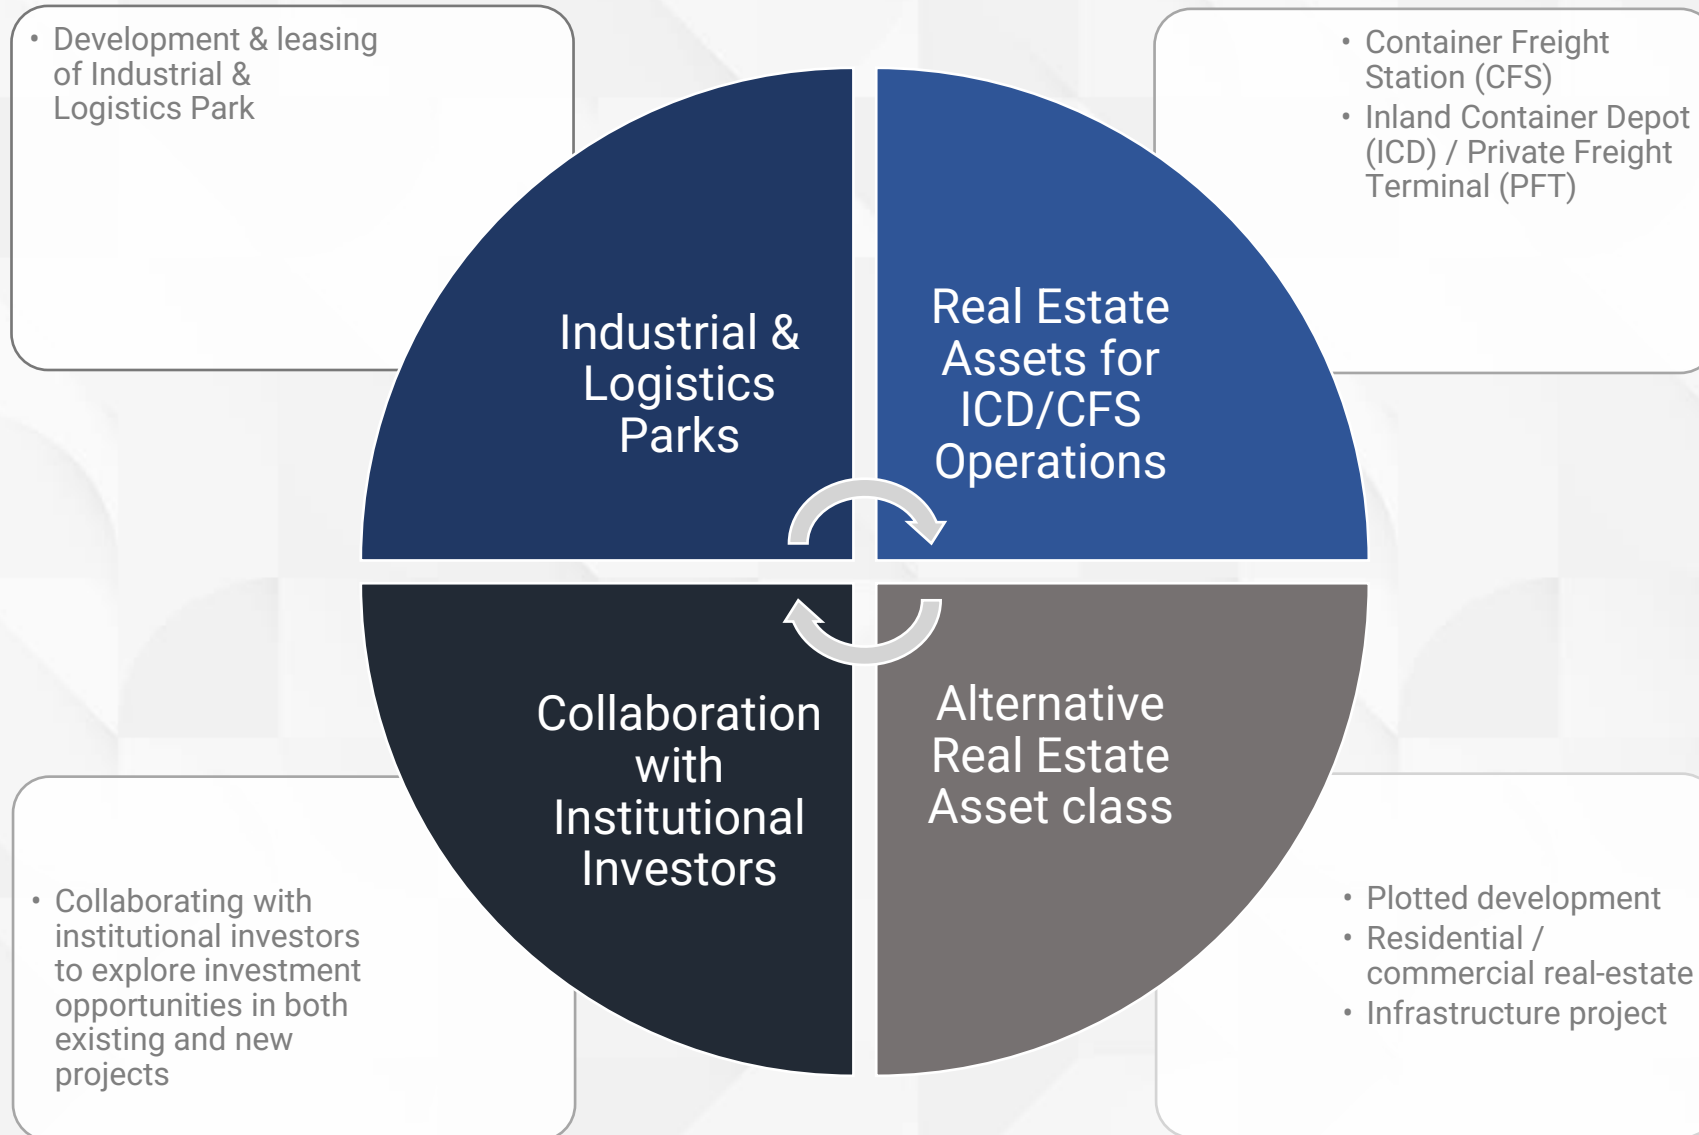 • Development & leasing
of Industrial &
Logistics Park
• Container Freight
Station (CFS)
• Inland Container Depot
(ICD) / Private Freight
Terminal (PFT)
Industrial &
Logistics
Parks
Real Estate
Assets for
ICD/CFS
Operations
Collaboration
with
Institutional
Investors
Alternative
Real Estate
Asset class
• Collaborating with
institutional investors
to explore investment
opportunities in both
existing and new
projects
• Plotted development
• Residential /
commercial real-estate
• Infrastructure project